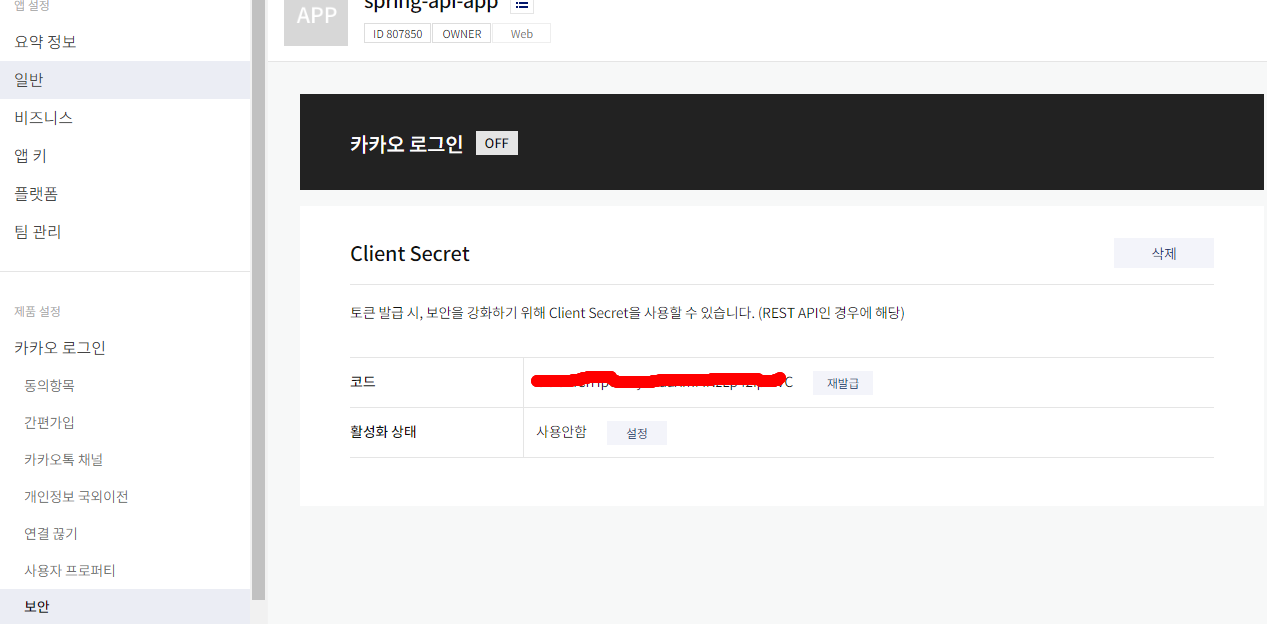 앱 설정
요약 정보
일반
비즈니스
앱 키
플랫폼
팀 관리
제품 설정
카카오 로그인
동의항목
간편가입
카카오톡 채널
개인정보 국외이전
연결 끊기
사용자 프로퍼티
보안
APP
spring-api-app
ID 807850 OWNER Web
카카오 로그인 OFF
Client Secret 삭제
토큰 발급 시, 보안을 강화하기 위해 Client Secret을 사용할 수 있습니다. (REST API인 경우에 해당)
코드 재발급
활성화 상태 사용안함 설정